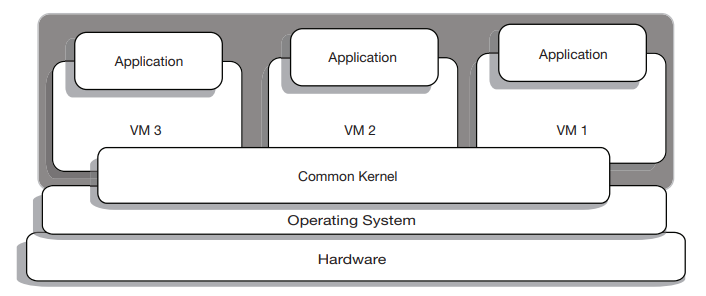 Application
Application
Application
VM 3
VM 2
VM 1
Common Kernel
Operating System
Hardware